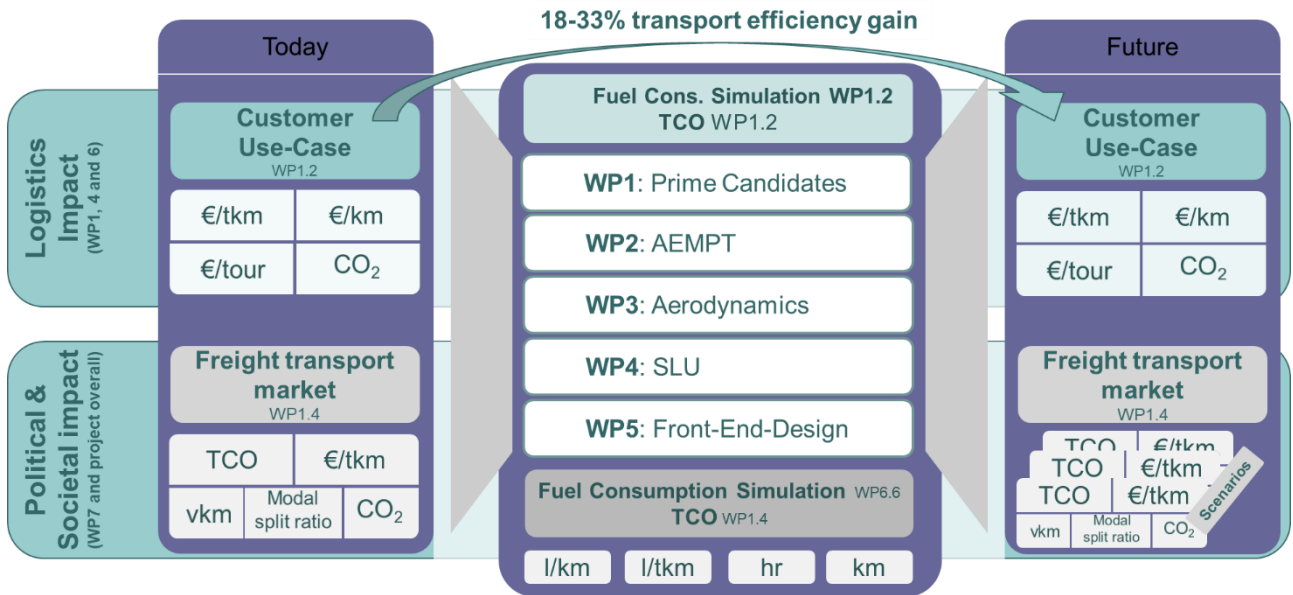 18-33% transport efficiency gain
Today
Future
Logistics
Impact
(WP1, 4 and 6)
Customer
Use-Case
WP1.2
€/tkm
€/km
€/tour
CO₂
Fuel Cons. Simulation WP1.2
TCO WP1.2
WP1: Prime Candidates
WP2: AEMPT
WP3: Aerodynamics
WP4: SLU
WP5: Front-End-Design
Customer
Use-Case
WP1.2
€/tkm
€/km
€/tour
CO₂
Political &
Societal impact
(WP7 and project overall)
Freight transport
market
WP1.4
TCO
€/tkm
vkm
Modal
split ratio
CO₂
Fuel Consumption Simulation WP6.6
TCO WP1.4
l/km
l/tkm
hr
km
Freight transport
market
WP1.4
TCO
€/tkm
TCO
€/tkm
TCO
€/tkm
vkm
Modal
split ratio
CO₂
Scenarios